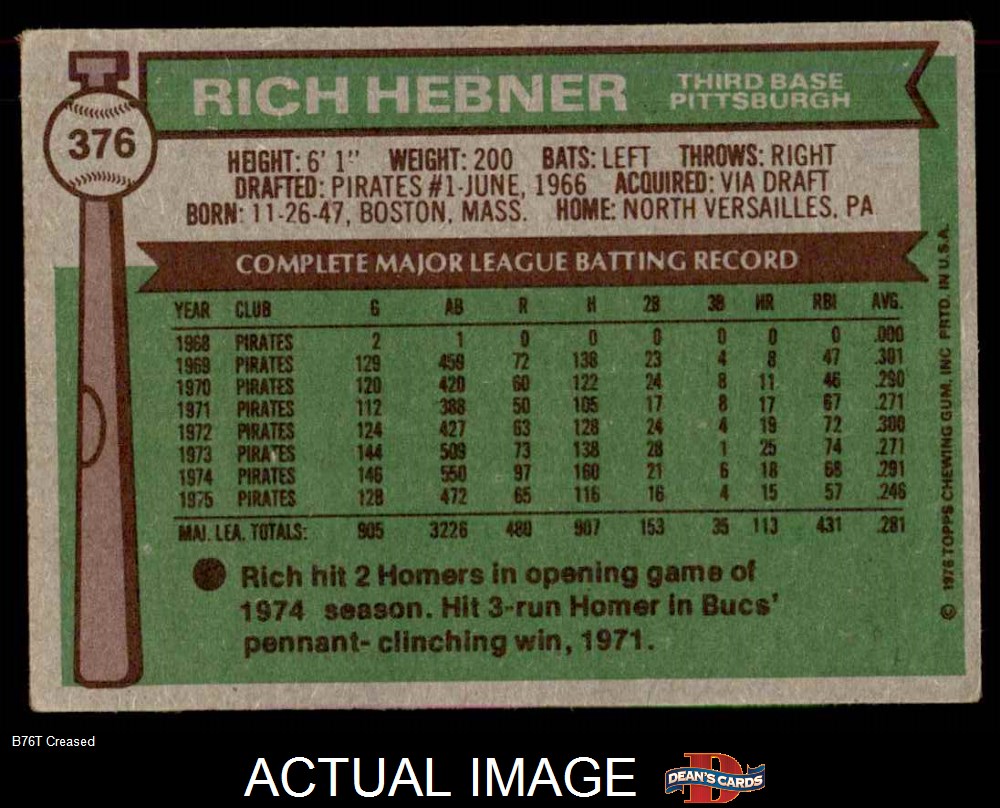 RICH HEBNER
THIRD BASE
PITTSBURGH
376
HEIGHT: 6' 1" WEIGHT: 200 BATS: LEFT THROWS: RIGHT
DRAFTED: PIRATES #1-JUNE, 1966 ACQUIRED: VIA DRAFT
BORN: 11-26-47, BOSTON, MASS. HOME: NORTH VERSAILLES, PA
COMPLETE MAJOR LEAGUE BATTING RECORD
YEAR CLUB G AB R H 2B 3B HR RBI AVG.
1968 PIRATES 2 1 0 0 0 0 0 0 .000
1969 PIRATES 129 459 72 138 23 4 8 47 .301
1970 PIRATES 120 420 60 122 24 8 11 46 .290
1971 PIRATES 112 388 50 105 17 8 17 67 .271
1972 PIRATES 124 427 63 128 24 4 19 72 .300
1973 PIRATES 144 509 73 138 28 1 25 74 .271
1974 PIRATES 146 550 97 160 21 6 18 68 .291
1975 PIRATES 128 472 65 116 16 4 15 57 .246
MAJ. LEA. TOTALS: 905 3226 480 907 153 35 113 431 .281
Rich hit 2 Homers in opening game of
1974 season. Hit 3-run Homer in Bucs'
pennant- clinching win, 1971.
© 1976 TOPPS CHEWING GUM, INC PRTD. IN U.S.A.
B76T Creased
ACTUAL IMAGE
DEAN'S CARDS